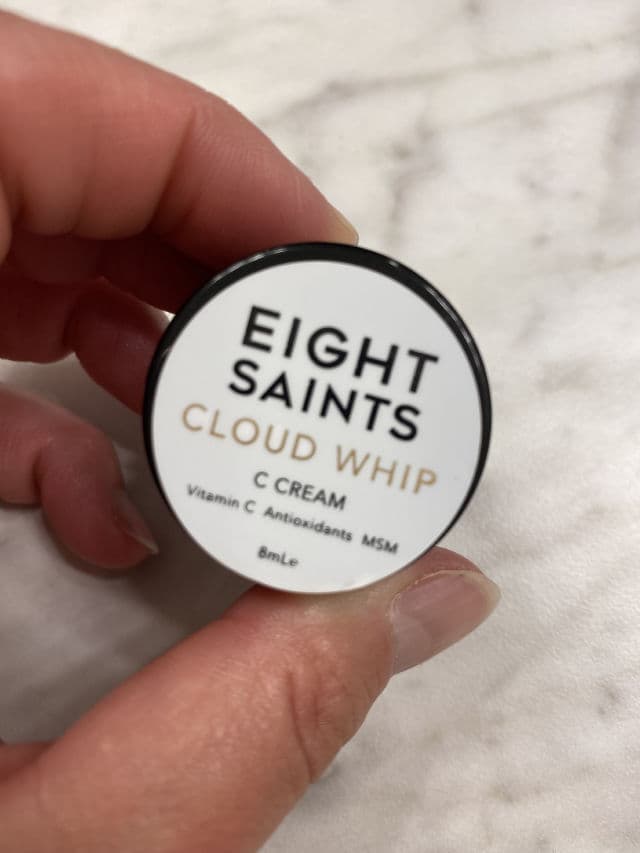 EIGHT
SAINTS
CLOUD WHIP
C CREAM
Vitamin C Antioxidants MSM
8mLe